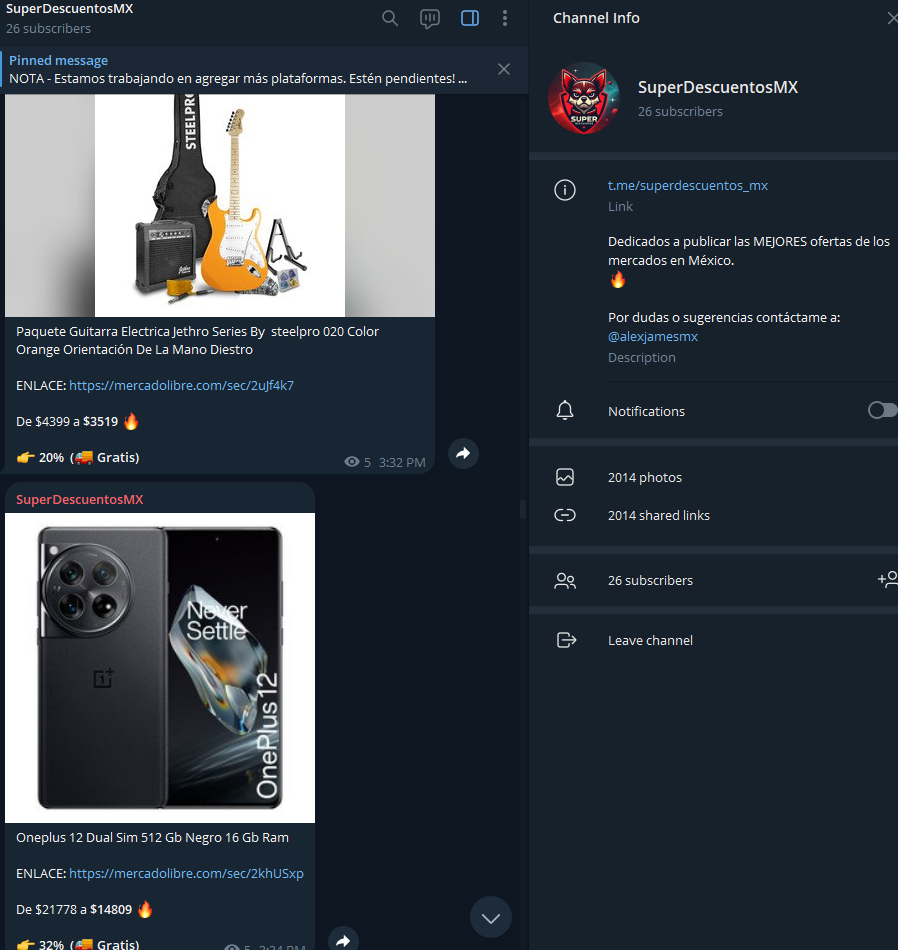 SuperDescuentosMX
26 subscribers
Pinned message
NOTA - Estamos trabajando en agregar más plataformas. Estén pendientes! ...
STEELPRO
Paquete Guitarra Electrica Jethro Series By steelpro 020 Color
Orange Orientación De La Mano Diestro
ENLACE: https://mercadolibre.com/sec/2uJf4k7
De $4399 a $3519 🔥
👉 20% (🚚 Gratis)
5 3:32 PM
SuperDescuentosMX
Never
Settle
OnePlus 12
Oneplus 12 Dual Sim 512 Gb Negro 16 Gb Ram
ENLACE: https://mercadolibre.com/sec/2khUSxp
De $21778 a $14809 🔥
👉 32% (🚚 Gratis)
5 3:34 PM
Channel Info
SUPER
SuperDescuentosMX
26 subscribers
t.me/superdescuentos_mx
Link
Dedicados a publicar las MEJORES ofertas de los
mercados en México.
🔥
Por dudas o sugerencias contáctame a:
@alexjamesmx
Description
Notifications
2014 photos
2014 shared links
26 subscribers
Leave channel